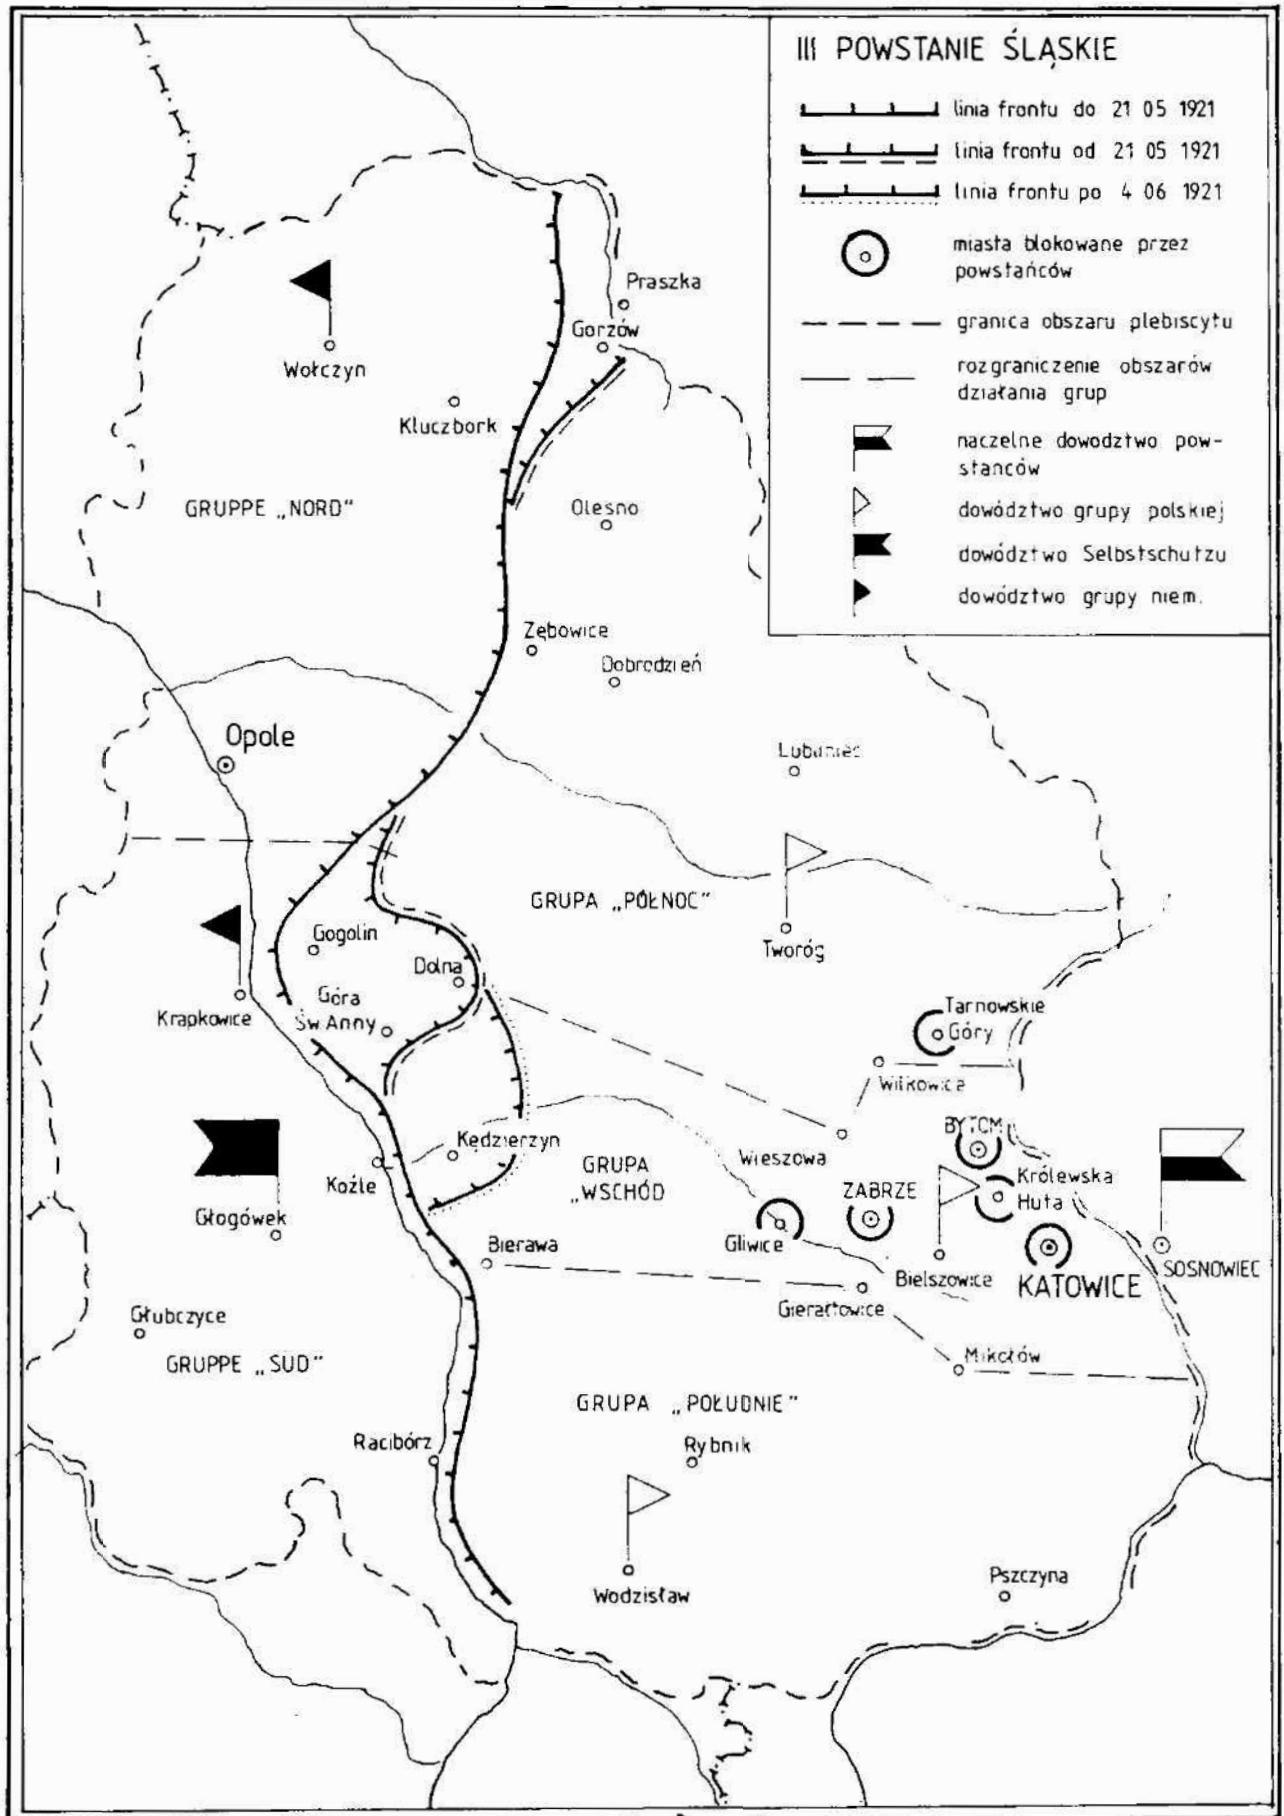 III POWSTANIE ŚLĄSKIE
linia frontu do 21 05 1921
linia frontu od 21 05 1921
linia frontu po 4 06 1921
miasta blokowane przez
powstańców
granica obszaru plebiscytu
rozgraniczenie obszarów
działania grup
naczelne dowodztwo pow-
stanców
dowództwo grupy polskiej
dowództwo Selbstschutzu
dowództwo grupy niem.
Praszka
Gorzów
Wołczyn
Kluczbork
GRUPPE „NORD"
Olesno
Zębowice
Dobrodzień
Opole
GRUPA „PÓŁNOC"
Tworóg
Gogolin
Dolna
Krapkowice
Góra
Św. Anny
Tarnowskie
Góry
Wilkowice
BYTOM
Wieszowa
Kędzierzyn
GRUPA
„WSCHÓD
Koźle
ZABRZE
Królewska
Huta
Głogówek
Gliwice
Bierawa
Bielszowice
KATOWICE
SOSNOWIEC
Gierałtowice
Głubczyce
GRUPPE „SUD"
Mikołów
GRUPA „POŁUDNIE"
Racibórz
Rybnik
Wodzisław
Pszczyna